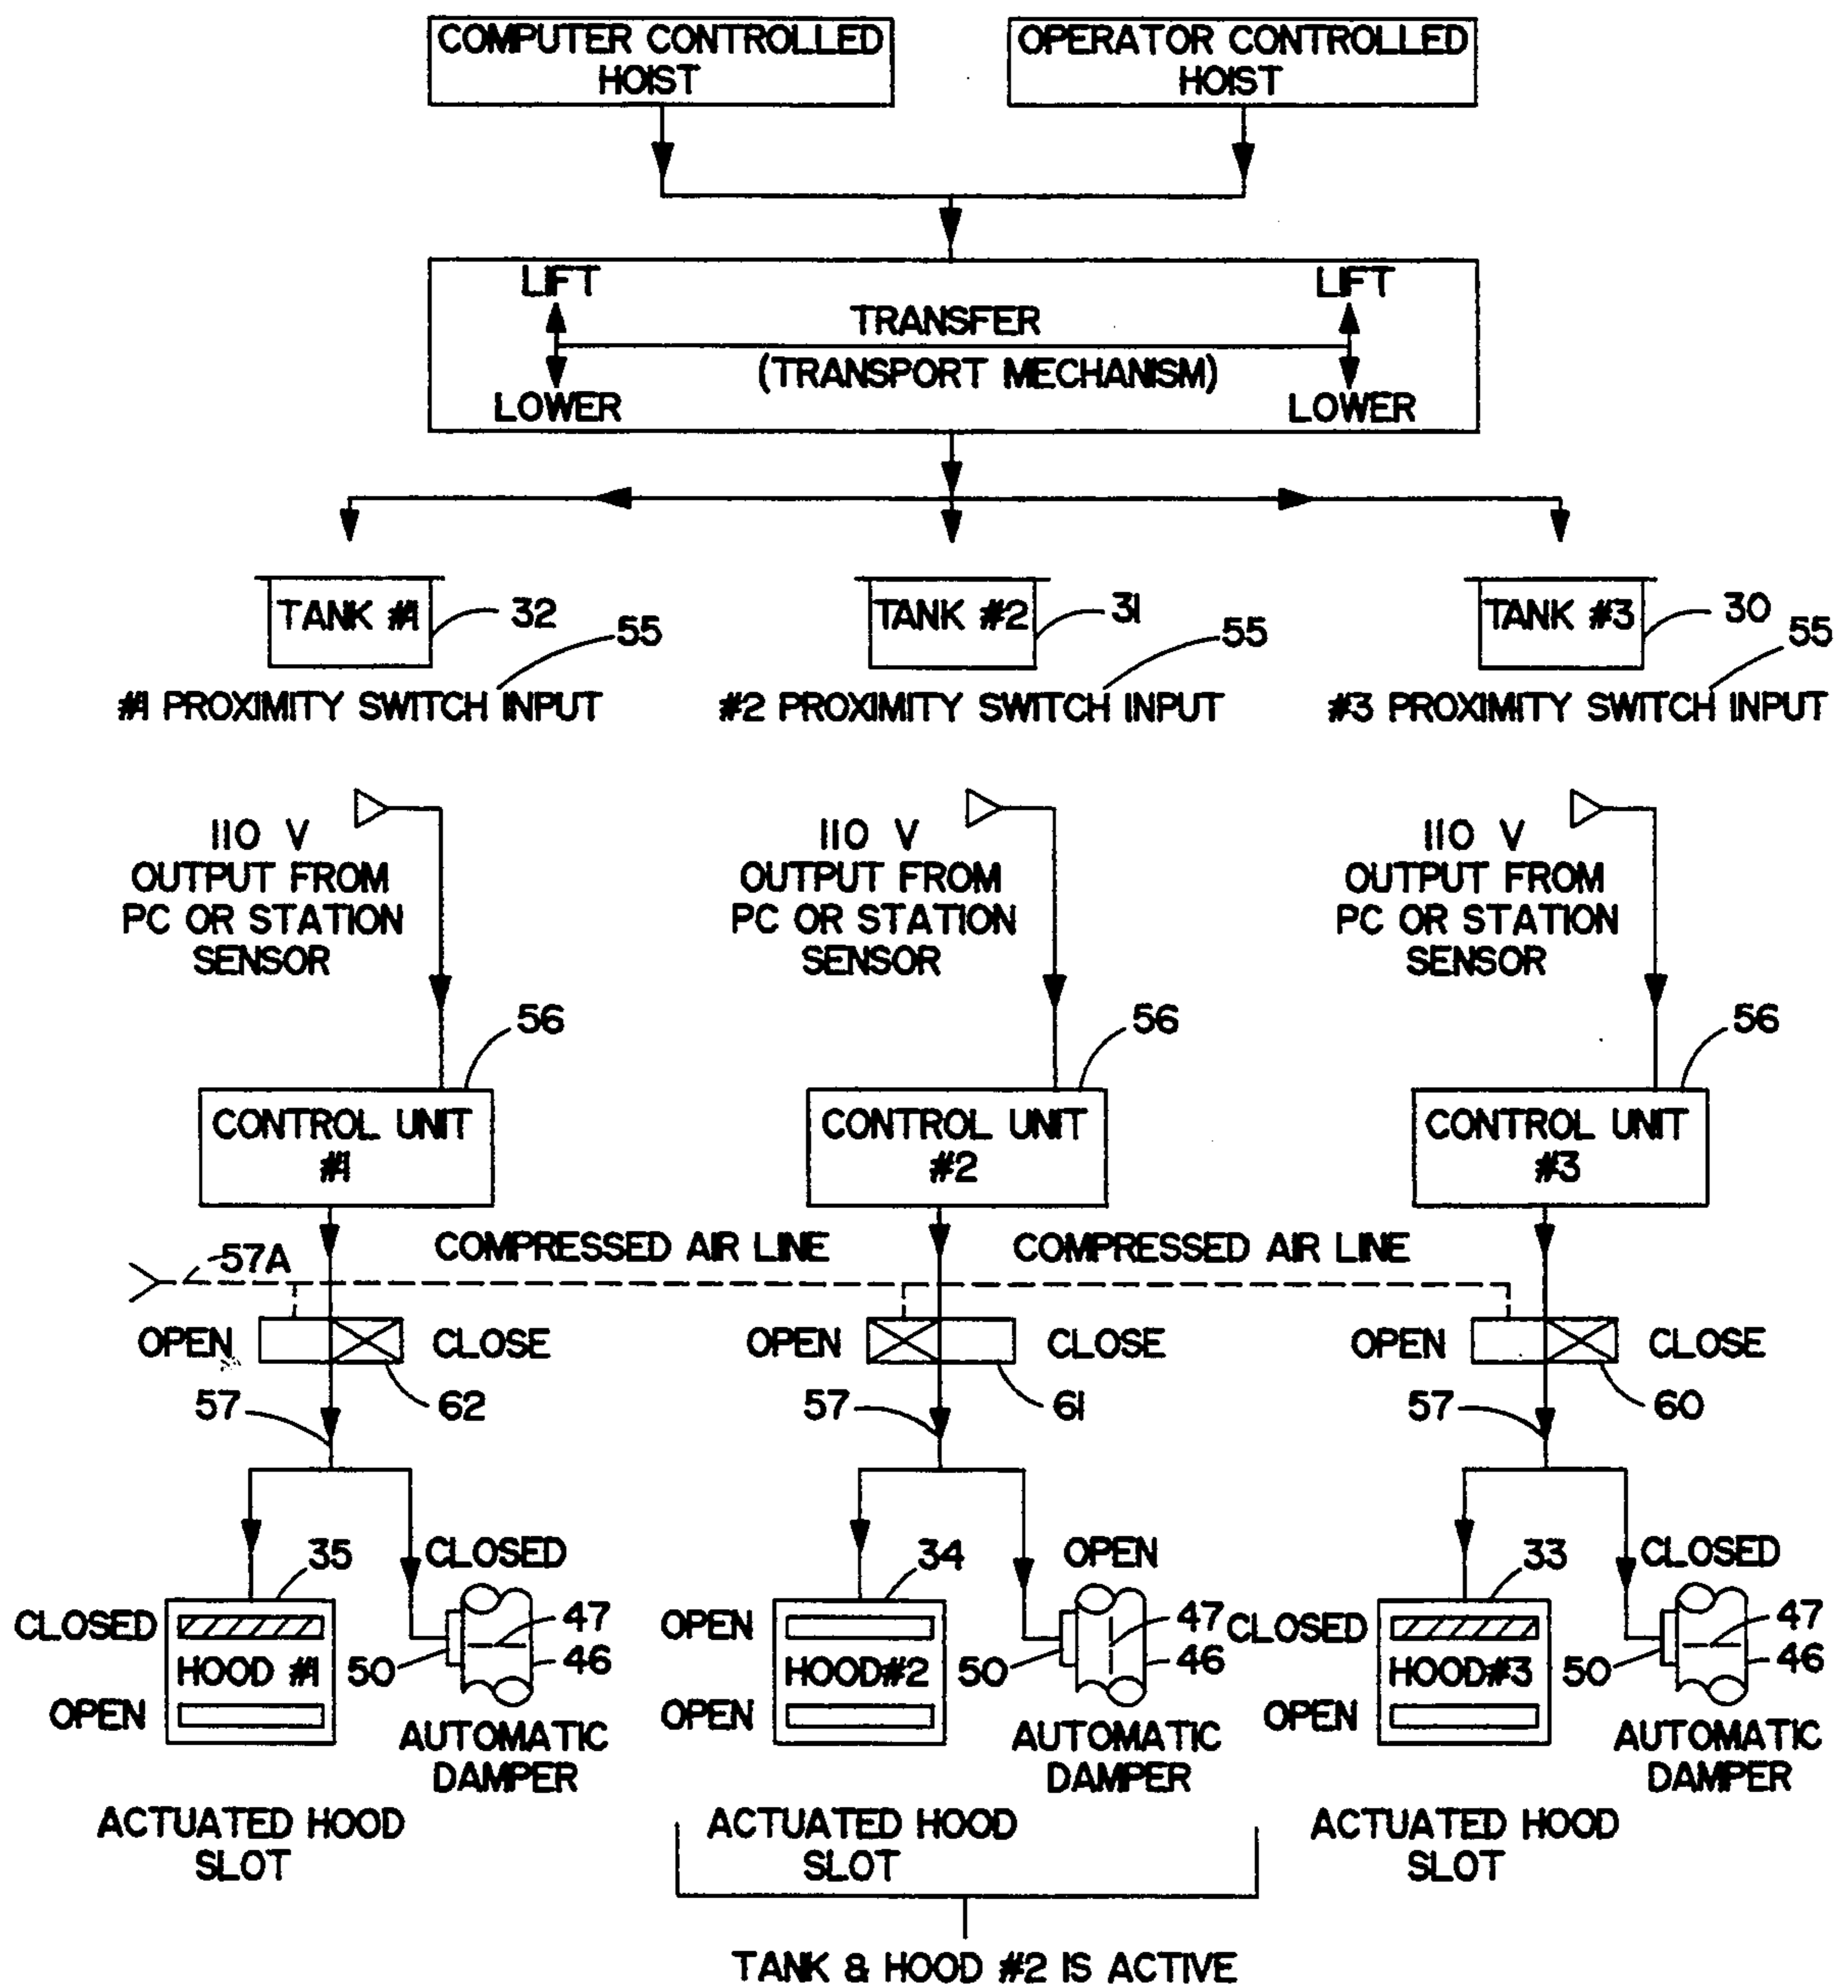 COMPUTER CONTROLLED
HOIST
OPERATOR CONTROLLED
HOIST
LIFT
LIFT
TRANSFER
(TRANSPORT MECHANISM)
LOWER
LOWER
TANK #1
32
55
TANK #2
31
55
TANK #3
30
55
#1 PROXIMITY SWITCH INPUT
#2 PROXIMITY SWITCH INPUT
#3 PROXIMITY SWITCH INPUT
110 V
OUTPUT FROM
PC OR STATION
SENSOR
110 V
OUTPUT FROM
PC OR STATION
SENSOR
110 V
OUTPUT FROM
PC OR STATION
SENSOR
56
56
56
CONTROL UNIT
#1
CONTROL UNIT
#2
CONTROL UNIT
#3
57A
COMPRESSED AIR LINE
COMPRESSED AIR LINE
OPEN
CLOSE
OPEN
CLOSE
OPEN
CLOSE
57
62
57
61
57
60
35
CLOSED
34
OPEN
33
CLOSED
CLOSED
HOOD #1
OPEN
50
47
46
OPEN
HOOD#2
OPEN
50
47
46
CLOSED
HOOD#3
OPEN
50
47
46
AUTOMATIC
DAMPER
AUTOMATIC
DAMPER
AUTOMATIC
DAMPER
ACTUATED HOOD
SLOT
ACTUATED HOOD
SLOT
ACTUATED HOOD
SLOT
TANK & HOOD #2 IS ACTIVE